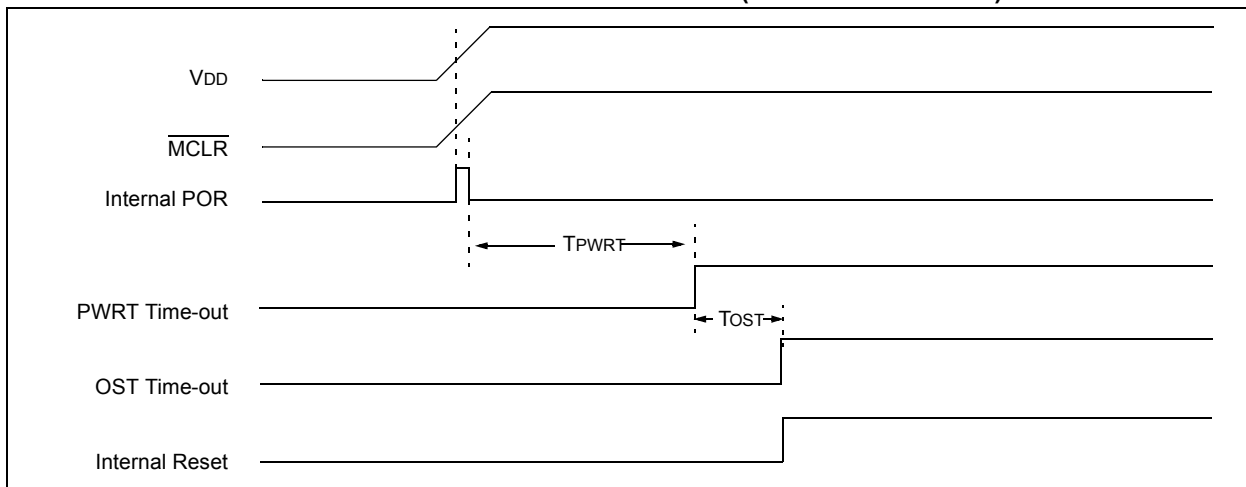 VDD
MCLR
Internal POR
TPWRT
PWRT Time-out
TOST
OST Time-out
Internal Reset